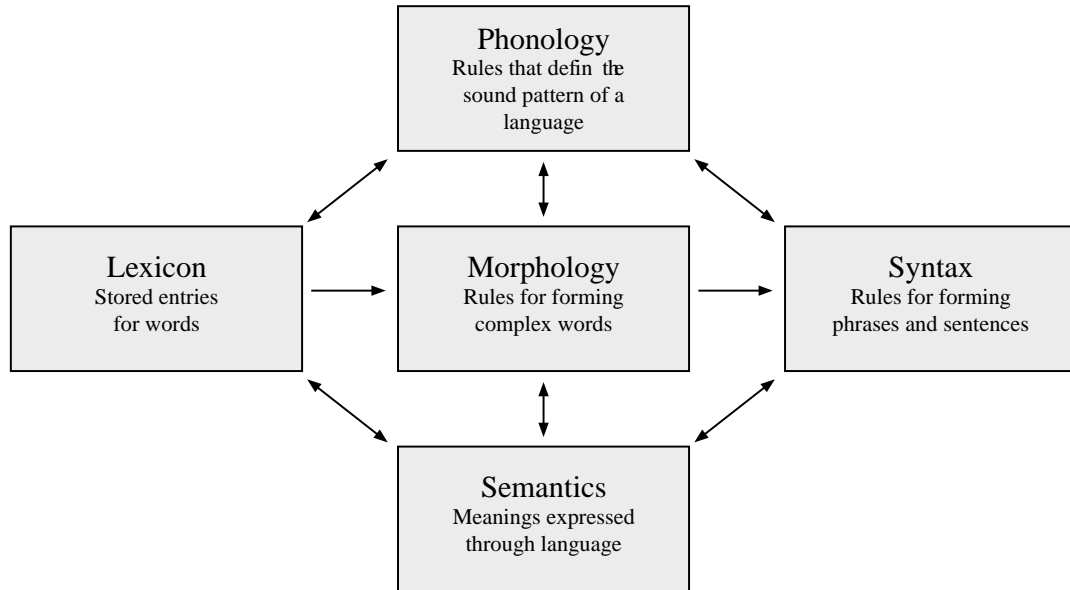 Phonology
Rules that defin the
sound pattern of a
language
Lexicon
Stored entries
for words
Morphology
Rules for forming
complex words
Syntax
Rules for forming
phrases and sentences
Semantics
Meanings expressed
through language